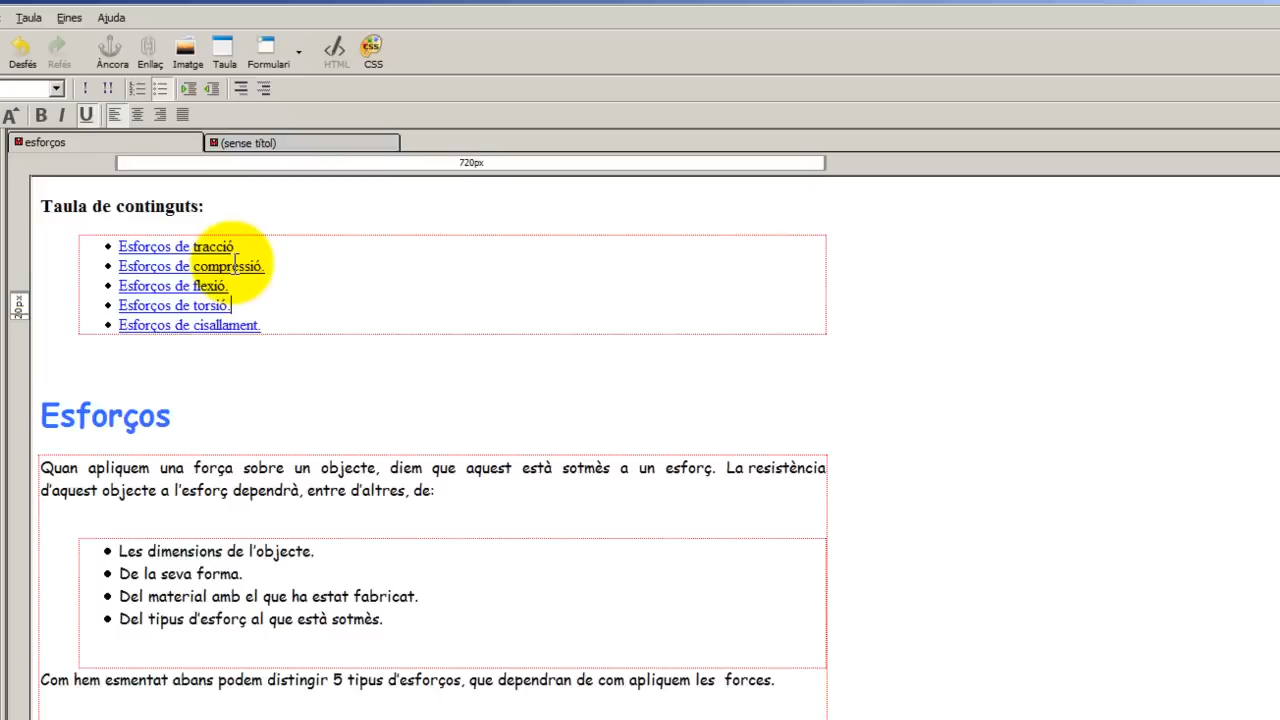 Taula Eines Ajuda
Desfés Refés Àncora Enllaç Imatge Taula Formulari HTML CSS
! !!
A B I U
esforços (sense títol)
720px
Taula de continguts:
Esforços de tracció
Esforços de compressió.
Esforços de flexió.
Esforços de torsió.
Esforços de cisallament.
Esforços
Quan apliquem una força sobre un objecte, diem que aquest està sotmès a un esforç. La resistència
d'aquest objecte a l'esforç dependrà, entre d'altres, de:
Les dimensions de l'objecte.
De la seva forma.
Del material amb el que ha estat fabricat.
Del tipus d'esforç al que està sotmès.
Com hem esmentat abans podem distingir 5 tipus d'esforços, que dependran de com apliquem les forces.